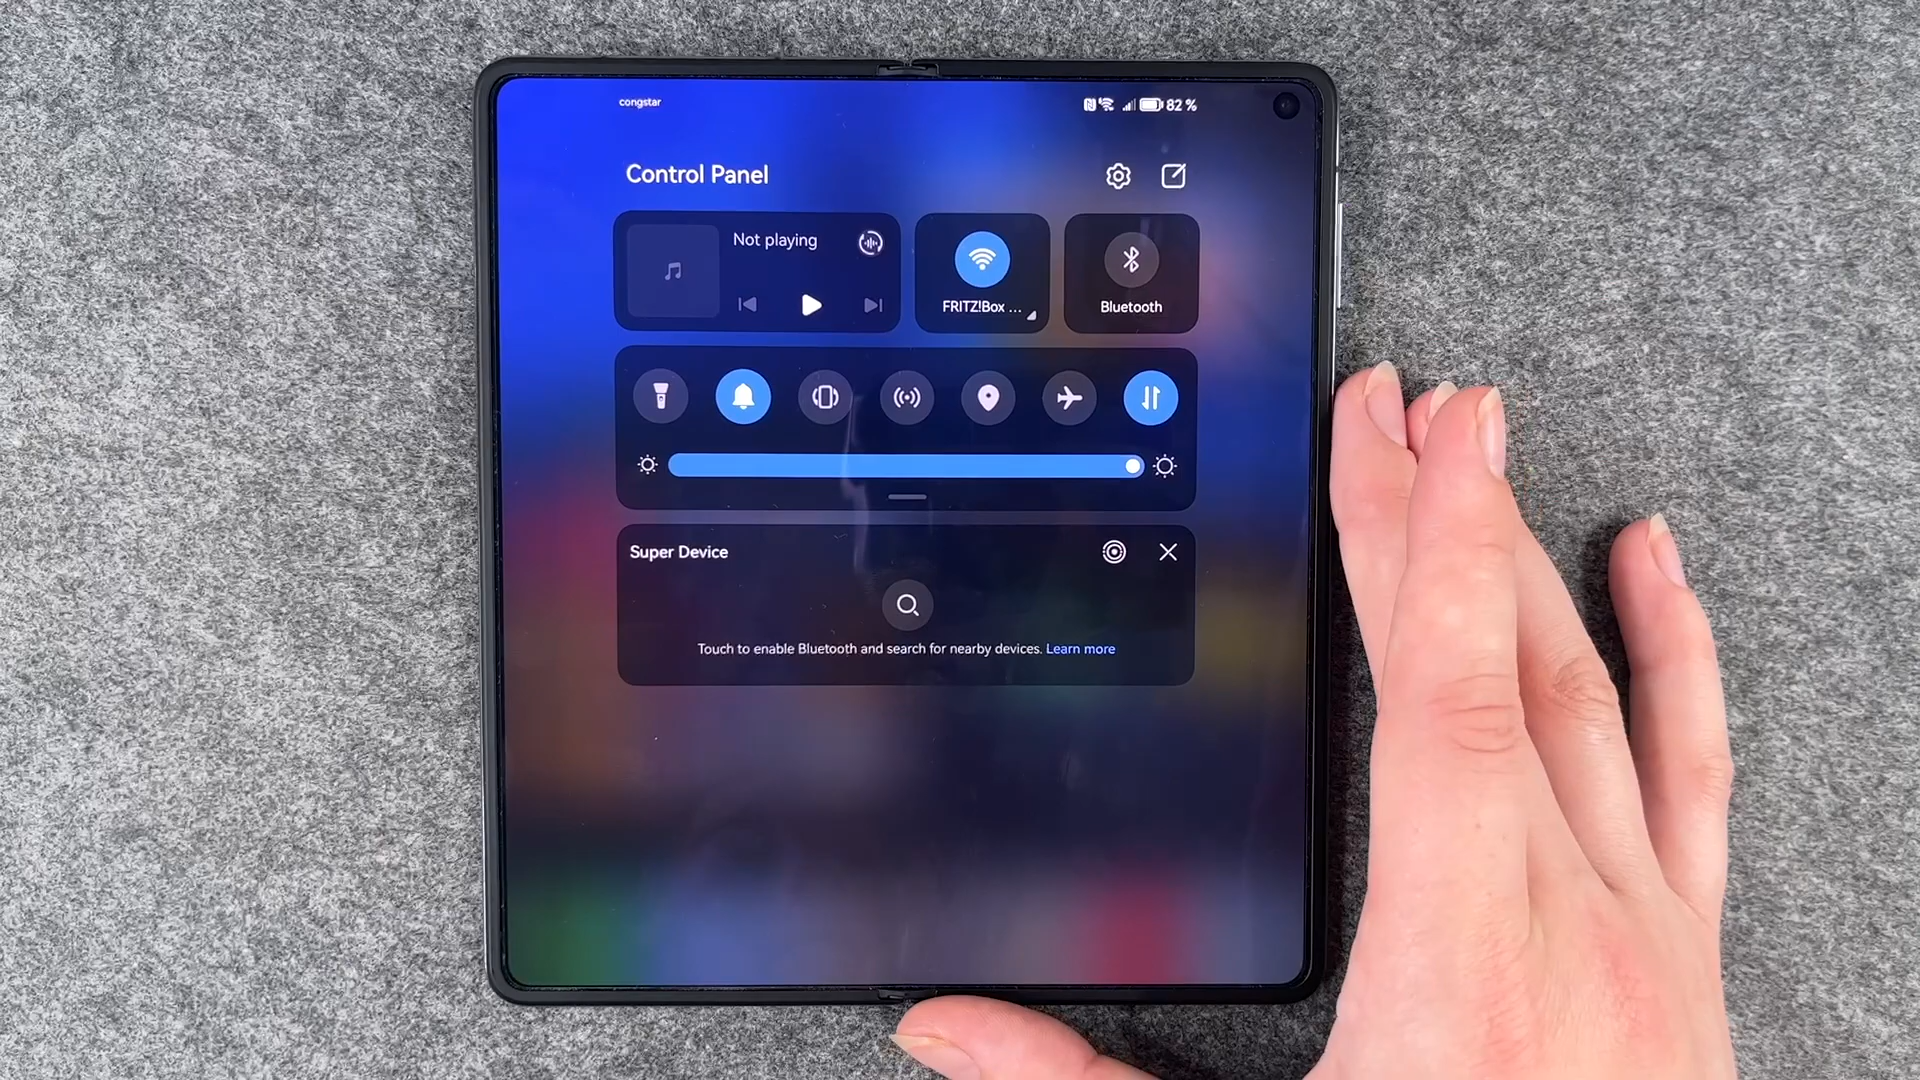 congstar
82 %
Control Panel
Not playing
FRITZ!Box ...
Bluetooth
Super Device
Touch to enable Bluetooth and search for nearby devices. Learn more